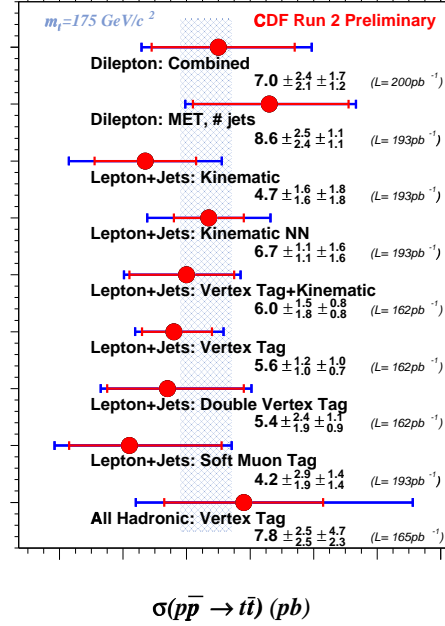 m_t=175 GeV/c² CDF Run 2 Preliminary
Dilepton: Combined
7.0 ± 2.4 2.1 ± 1.7 1.2 (L= 200pb⁻¹)
Dilepton: MET, # jets
8.6 ± 2.5 2.4 ± 1.1 1.1 (L= 193pb⁻¹)
Lepton+Jets: Kinematic
4.7 ± 1.6 1.6 ± 1.8 1.8 (L= 193pb⁻¹)
Lepton+Jets: Kinematic NN
6.7 ± 1.1 1.1 ± 1.6 1.6 (L= 193pb⁻¹)
Lepton+Jets: Vertex Tag+Kinematic
6.0 ± 1.5 1.8 ± 0.8 0.8 (L= 162pb⁻¹)
Lepton+Jets: Vertex Tag
5.6 ± 1.2 1.0 ± 1.0 0.7 (L= 162pb⁻¹)
Lepton+Jets: Double Vertex Tag
5.4 ± 2.4 1.9 ± 1.1 0.9 (L= 162pb⁻¹)
Lepton+Jets: Soft Muon Tag
4.2 ± 2.9 1.9 ± 1.4 1.4 (L= 193pb⁻¹)
All Hadronic: Vertex Tag
7.8 ± 2.5 2.5 ± 4.7 2.3 (L= 165pb⁻¹)
σ(pp̅ → tt̅) (pb)